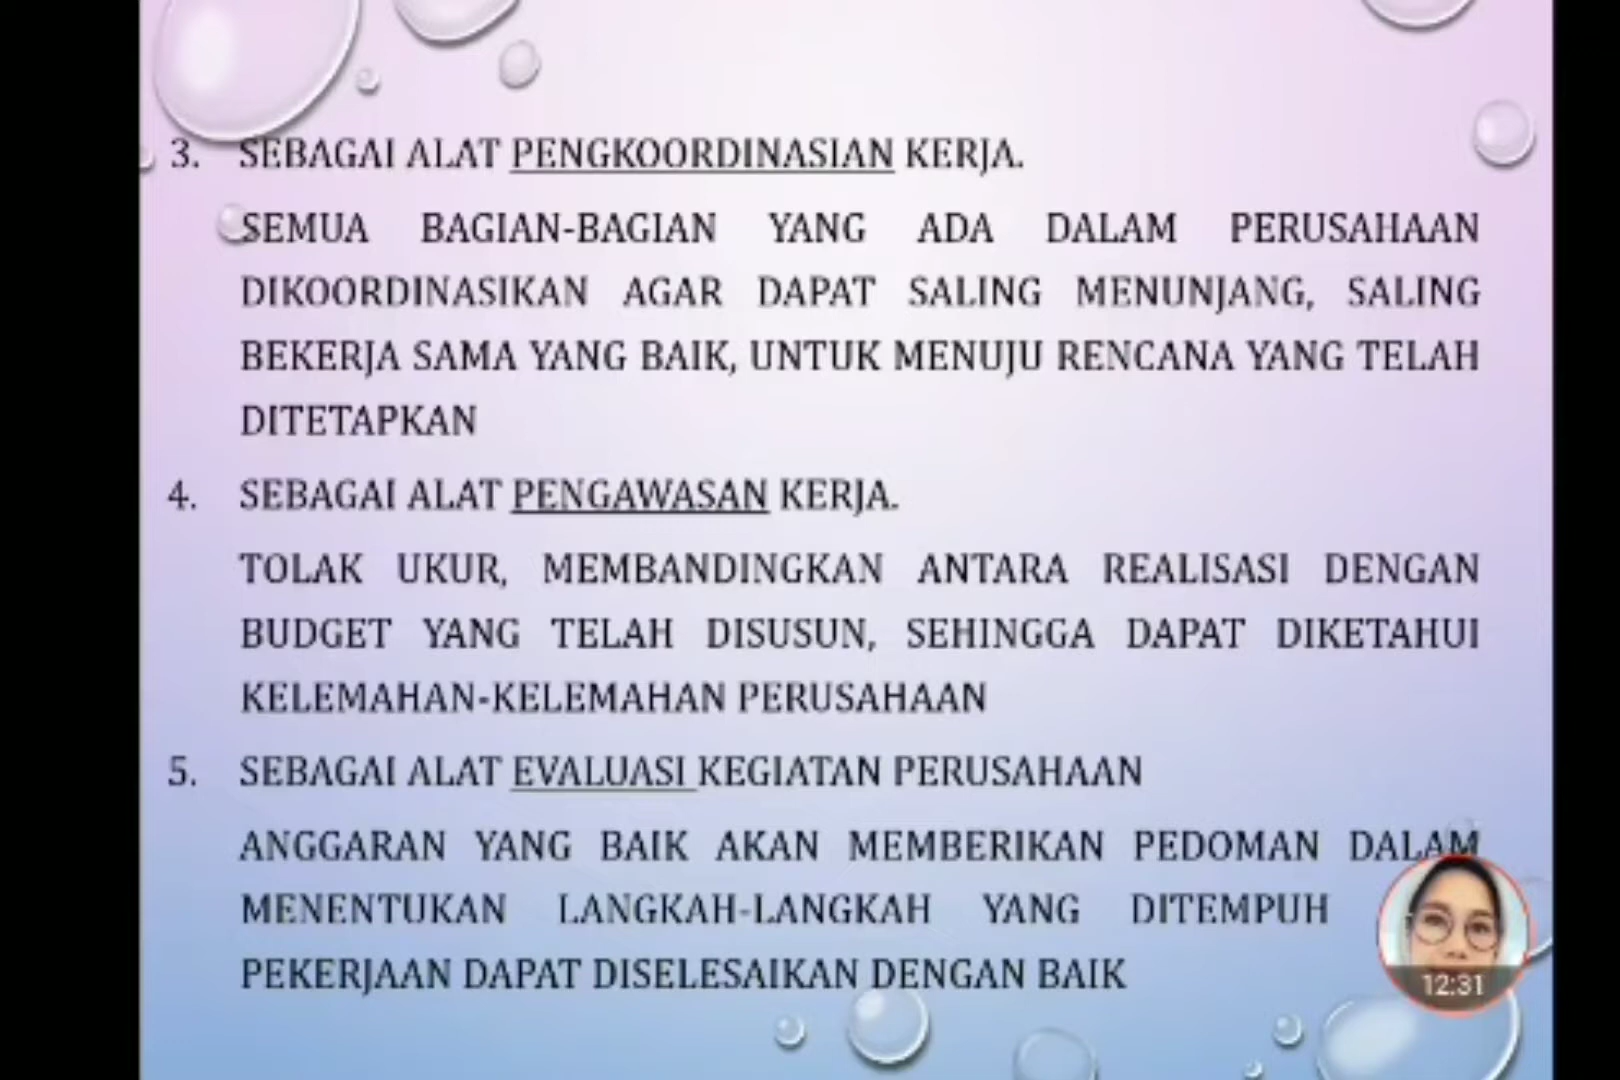 3. SEBAGAI ALAT PENGKOORDINASIAN KERJA.
SEMUA BAGIAN-BAGIAN YANG ADA DALAM PERUSAHAAN
DIKOORDINASIKAN AGAR DAPAT SALING MENUNJANG, SALING
BEKERJA SAMA YANG BAIK, UNTUK MENUJU RENCANA YANG TELAH
DITETAPKAN
4. SEBAGAI ALAT PENGAWASAN KERJA.
TOLAK UKUR, MEMBANDINGKAN ANTARA REALISASI DENGAN
BUDGET YANG TELAH DISUSUN, SEHINGGA DAPAT DIKETAHUI
KELEMAHAN-KELEMAHAN PERUSAHAAN
5. SEBAGAI ALAT EVALUASI KEGIATAN PERUSAHAAN
ANGGARAN YANG BAIK AKAN MEMBERIKAN PEDOMAN DALAM
MENENTUKAN LANGKAH-LANGKAH YANG DITEMPUH
PEKERJAAN DAPAT DISELESAIKAN DENGAN BAIK
12:31